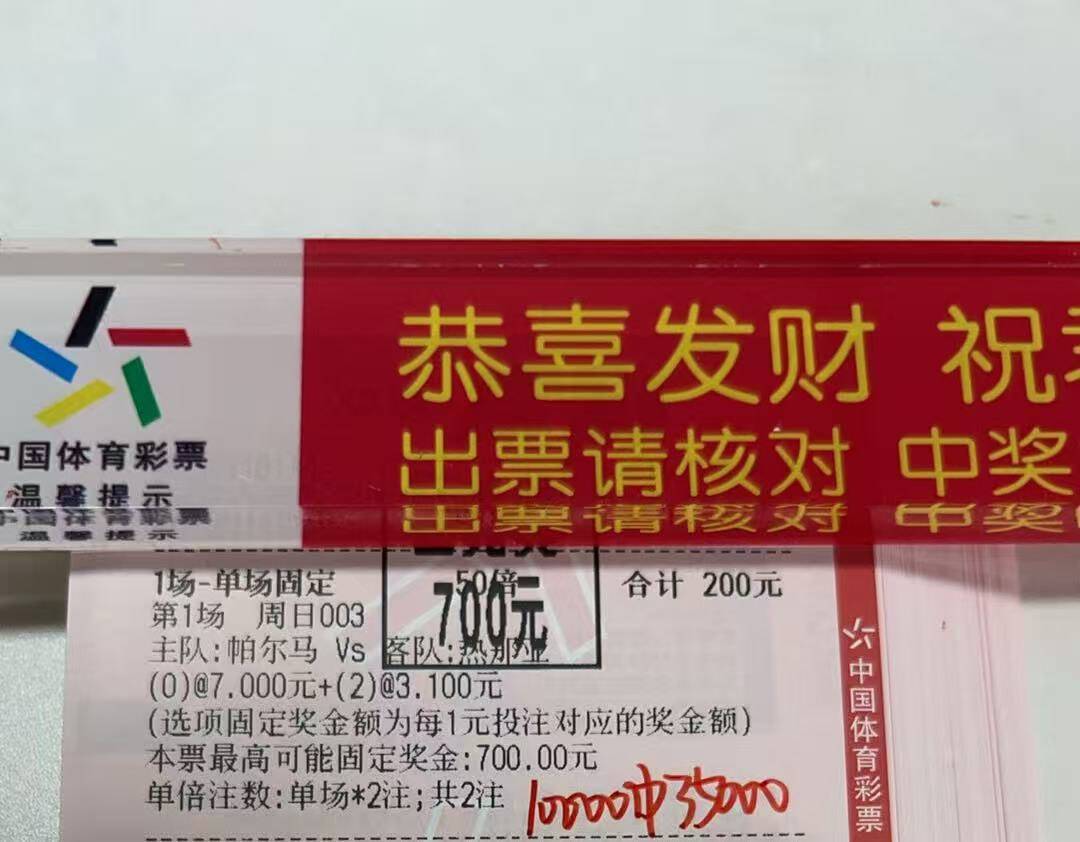 恭喜发财 祝
出票请核对 中奖
中国体育彩票
温馨提示
1场-单场固定 50倍 合计 200元
700元
第1场 周日003
主队:帕尔马 Vs 客队:热那亚
(0)@7.000元+(2)@3.100元
(选项固定奖金额为每1元投注对应的奖金额)
本票最高可能固定奖金:700.00元
单倍注数:单场*2注;共2注
10000中35000
中国体育彩票